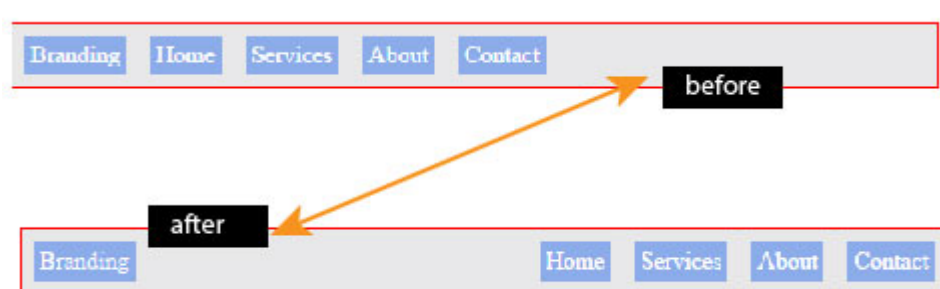 Branding Home Services About Contact
before
after
Branding Home Services About Contact